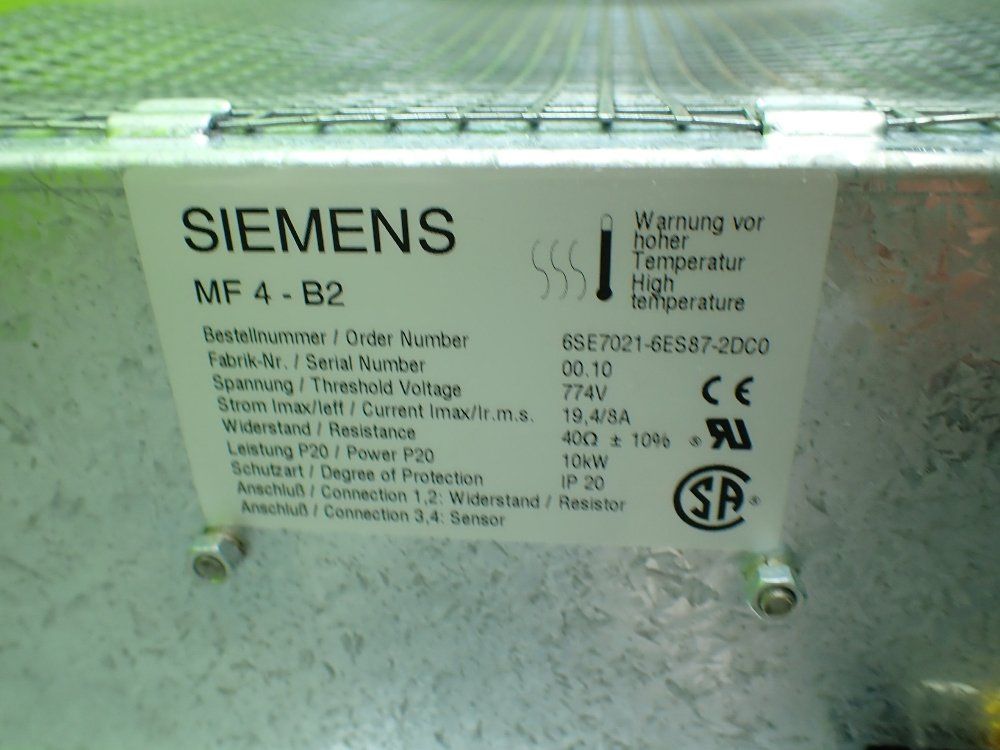 SIEMENS
MF 4 - B2
Warnung vor
hoher
Temperatur
High
temperature
Bestellnummer / Order Number 6SE7021-6ES87-2DC0
Fabrik-Nr. / Serial Number 00.10
Spannung / Threshold Voltage 774V
Strom Imax/Ieff / Current Imax/Ir.m.s. 19,4/8A
Widerstand / Resistance 40Ω ± 10%
Leistung P20 / Power P20 10kW
Schutzart / Degree of Protection IP 20
Anschluß / Connection 1,2: Widerstand / Resistor
Anschluß / Connection 3,4: Sensor
CE
® RU
SA ®